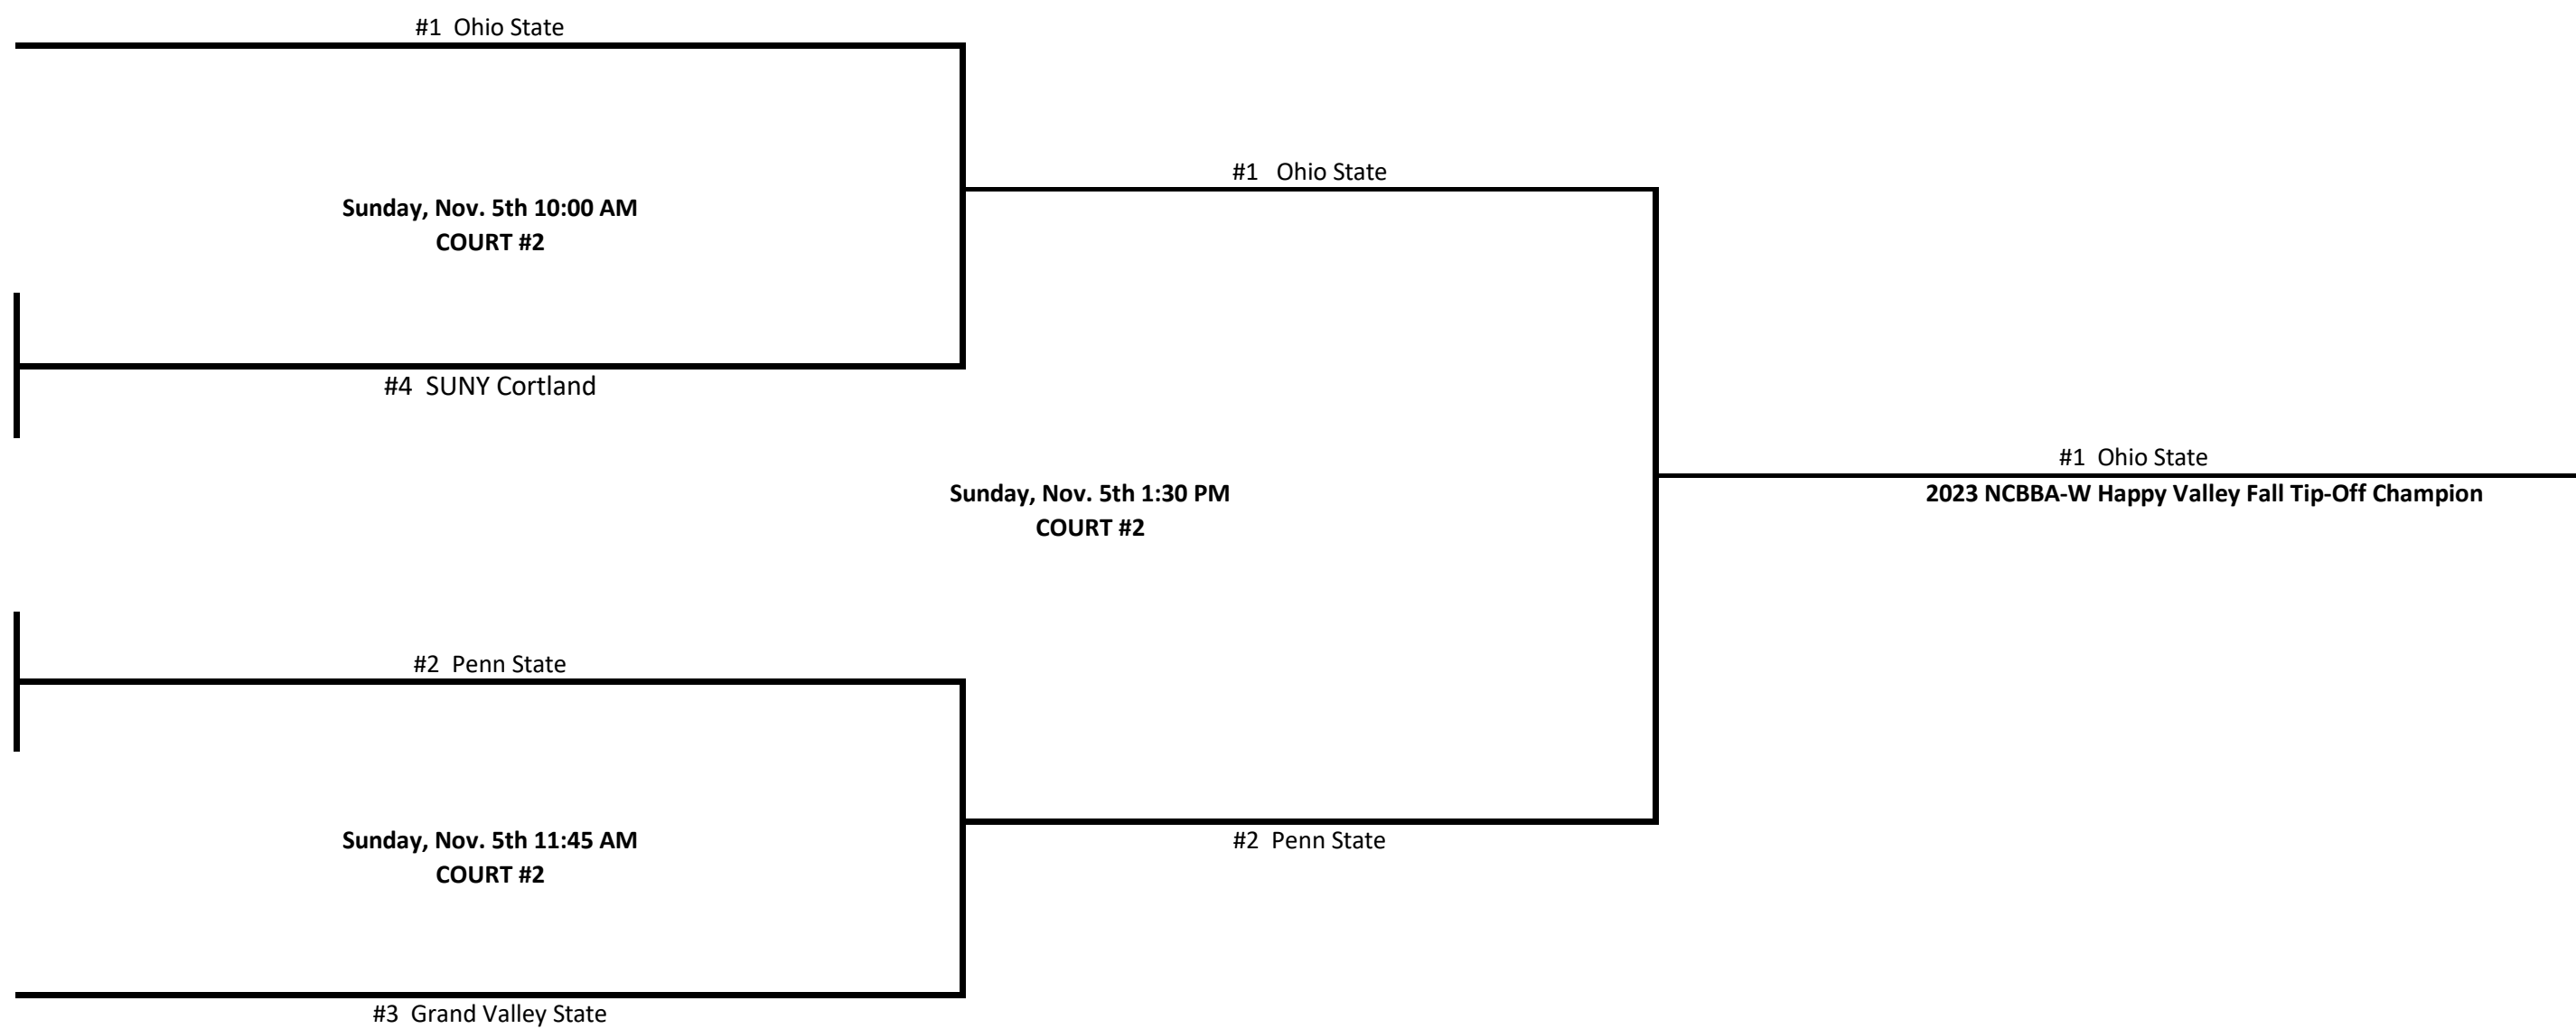 #1 Ohio State
#1 Ohio State
Sunday, Nov. 5th 10:00 AM
COURT #2
#4 SUNY Cortland
#1 Ohio State
Sunday, Nov. 5th 1:30 PM
COURT #2
2023 NCBBA-W Happy Valley Fall Tip-Off Champion
#2 Penn State
Sunday, Nov. 5th 11:45 AM
COURT #2
#2 Penn State
#3 Grand Valley State